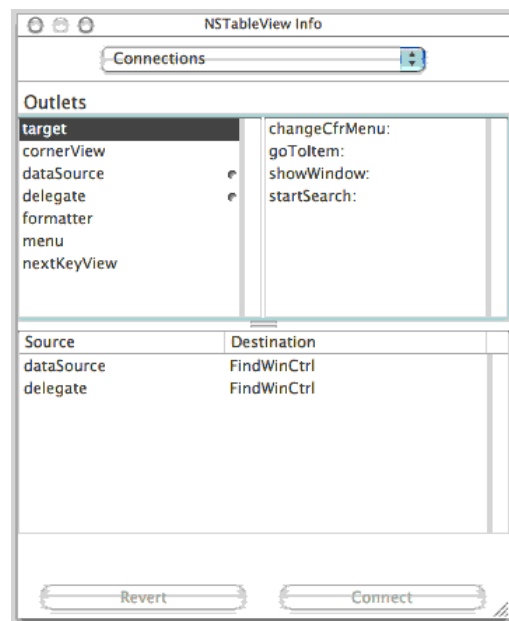 NSTableView Info
Connections
Outlets
target
cornerView
dataSource
delegate
formatter
menu
nextKeyView
changeCfrMenu:
goToItem:
showWindow:
startSearch:
Source Destination
dataSource FindWinCtrl
delegate FindWinCtrl
Revert Connect